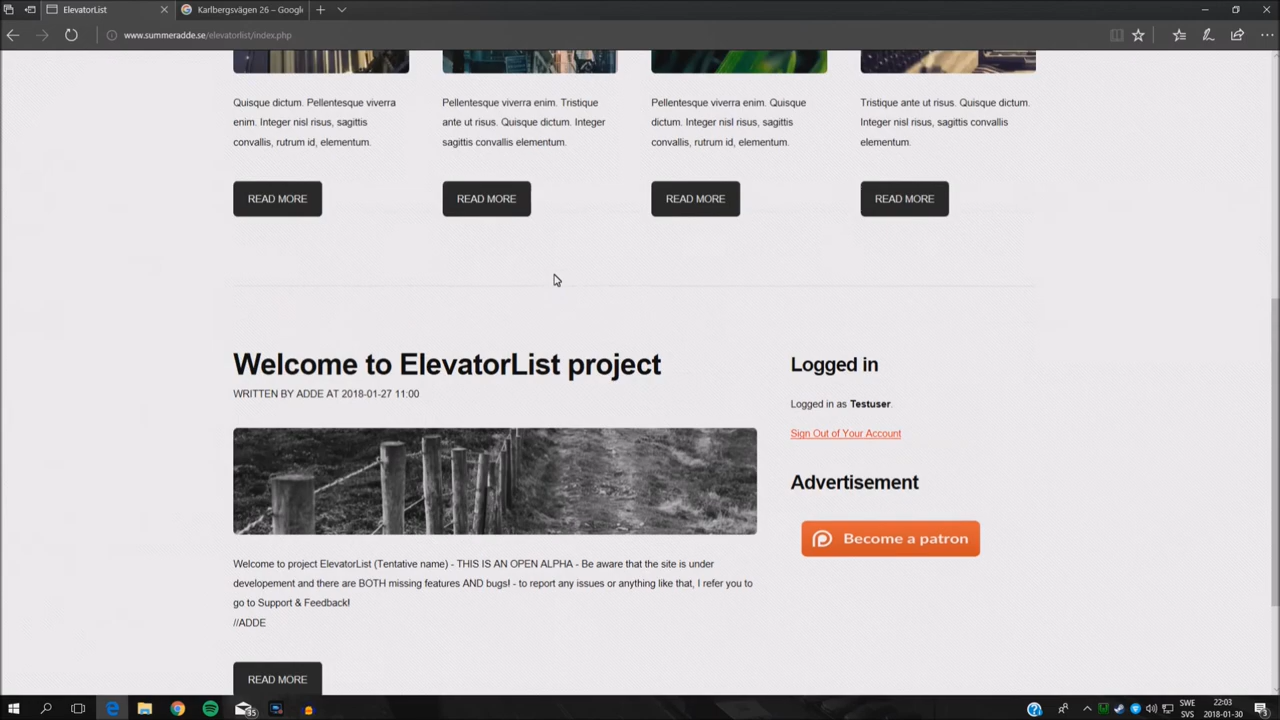 ElevatorList
Karlbergsvägen 26 – Google
www.summeradde.se/elevatorlist/index.php
Quisque dictum. Pellentesque viverra
enim. Integer nisl risus, sagittis
convallis, rutrum id, elementum.
READ MORE
Pellentesque viverra enim. Tristique
ante ut risus. Quisque dictum. Integer
sagittis convallis elementum.
READ MORE
Pellentesque viverra enim. Quisque
dictum. Integer nisl risus, sagittis
convallis, rutrum id, elementum.
READ MORE
Tristique ante ut risus. Quisque dictum.
Integer nisl risus, sagittis convallis
elementum.
READ MORE
Welcome to ElevatorList project
WRITTEN BY ADDE AT 2018-01-27 11:00
Welcome to project ElevatorList (Tentative name) - THIS IS AN OPEN ALPHA - Be aware that the site is under
developement and there are BOTH missing features AND bugs! - to report any issues or anything like that, I refer you to
go to Support & Feedback!
//ADDE
READ MORE
Logged in
Logged in as Testuser.
Sign Out of Your Account
Advertisement
Become a patron
35
SWE
SVS
22:03
2018-01-30
3